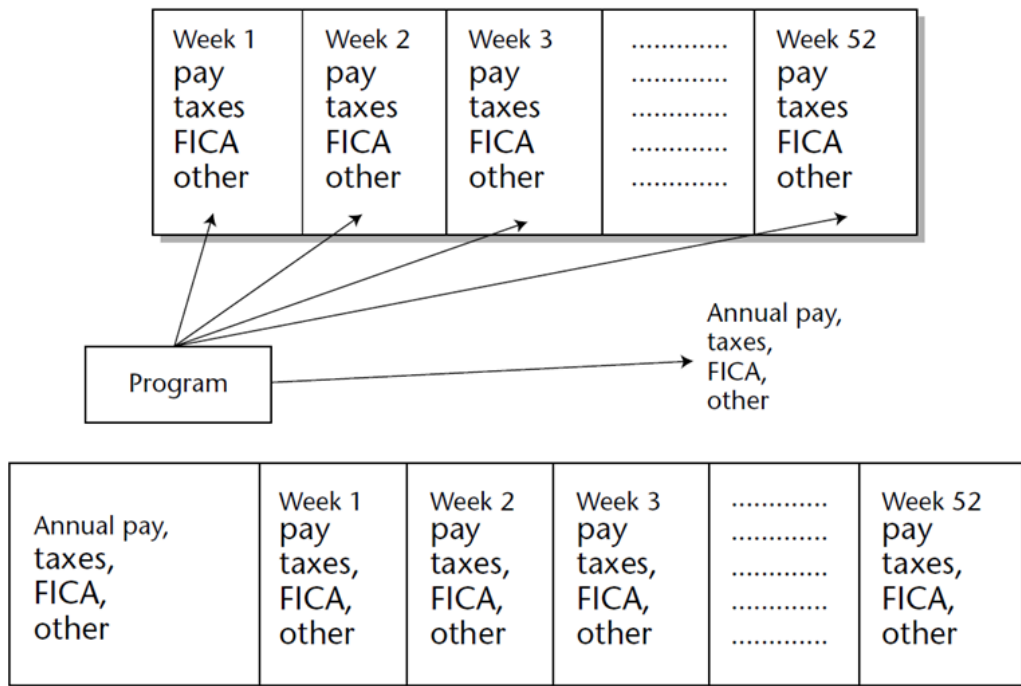 Week 1
pay
taxes
FICA
other
Week 2
pay
taxes
FICA
other
Week 3
pay
taxes
FICA
other
.............
.............
.............
.............
.............
Week 52
pay
taxes
FICA
other
Program
Annual pay,
taxes,
FICA,
other
Annual pay,
taxes,
FICA,
other
Week 1
pay
taxes,
FICA,
other
Week 2
pay
taxes,
FICA,
other
Week 3
pay
taxes,
FICA,
other
.............
.............
.............
.............
.............
Week 52
pay
taxes,
FICA,
other